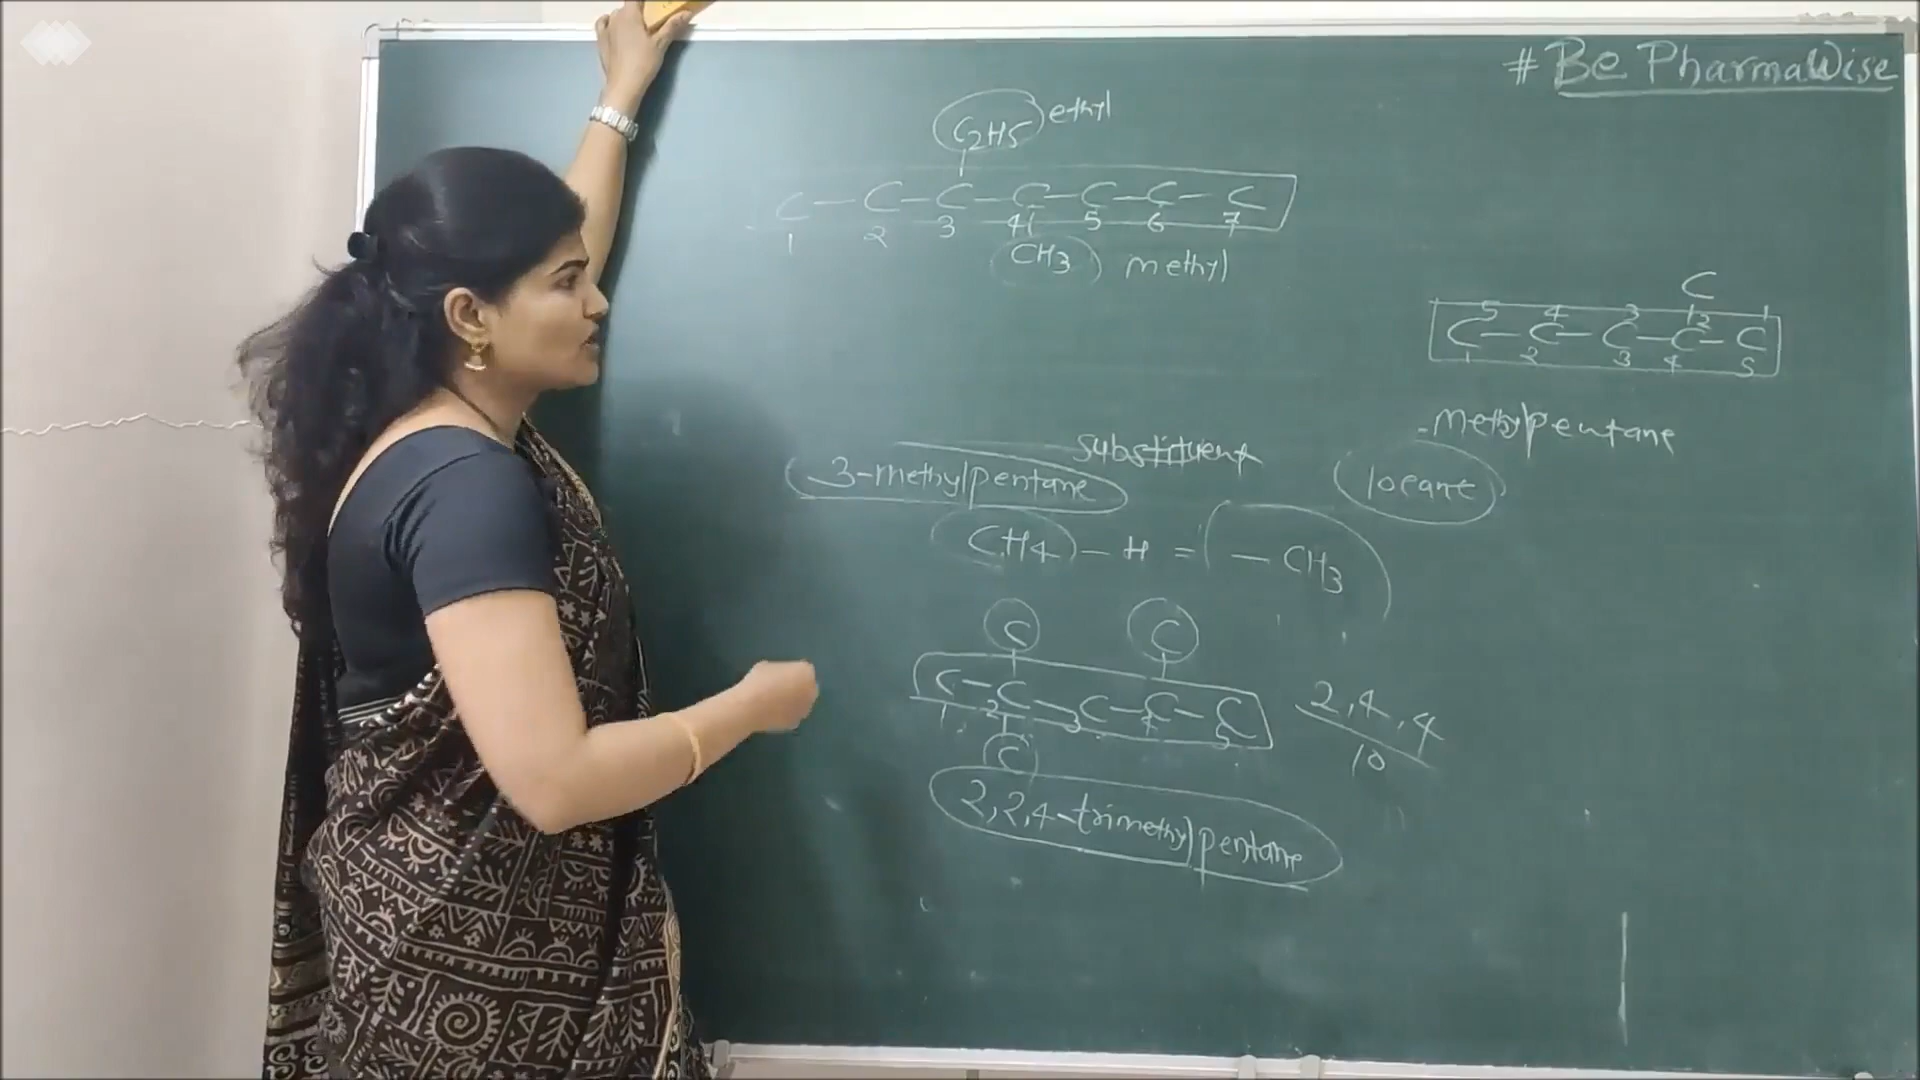 # Be PharmaWise
C2H5 ethyl
C — C — C — C — C — C — C
1 2 3 4 5 6 7
CH3 methyl
C
5 4 3 2 1
C — C — C — C — C
1 2 3 4 5
-Methylpentane
substituent
3-methylpentane
CH4 — H = — CH3
C C
C — C — C — C — C
1 2 3 4 5
C
2,4,4
10
2,2,4-trimethylpentane